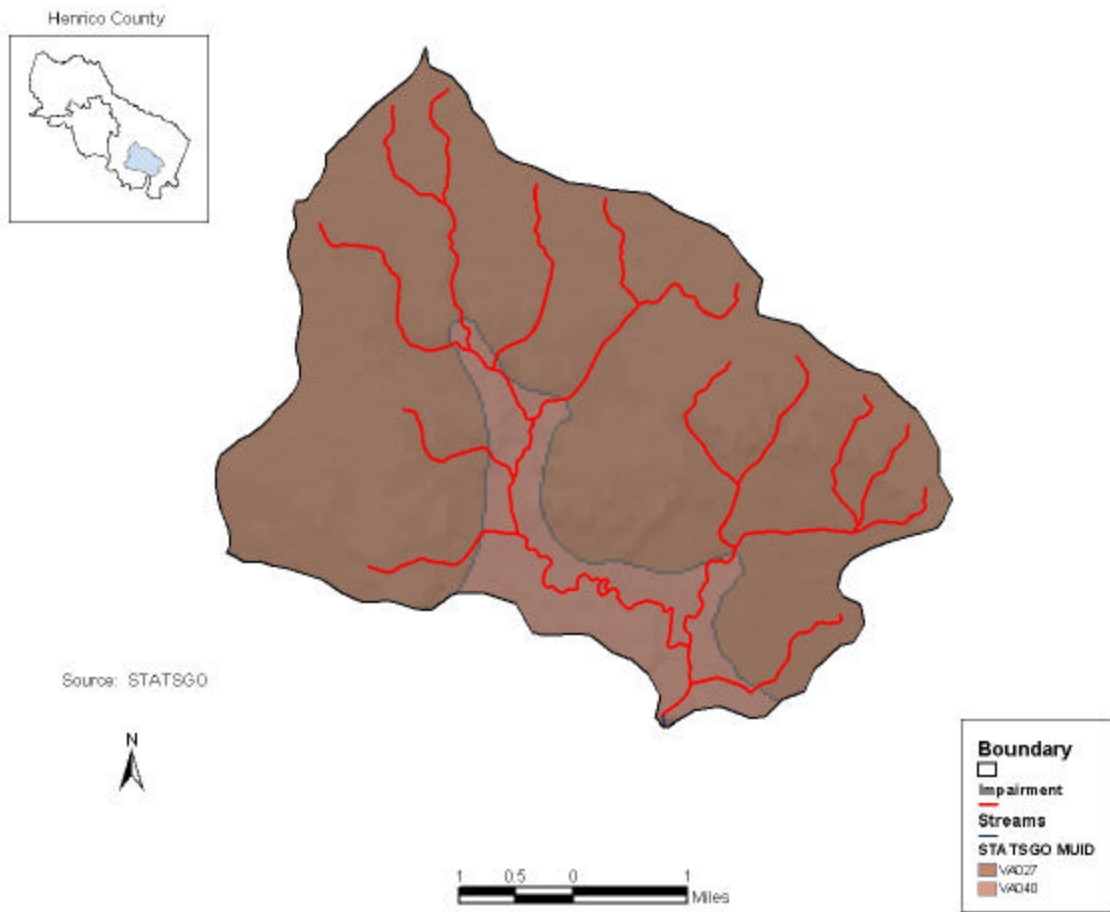 Henrico County
Source: STATSGO
N
1 0.5 0 1
Miles
Boundary
Impairment
Streams
STATSGO MUID
VA027
VA040